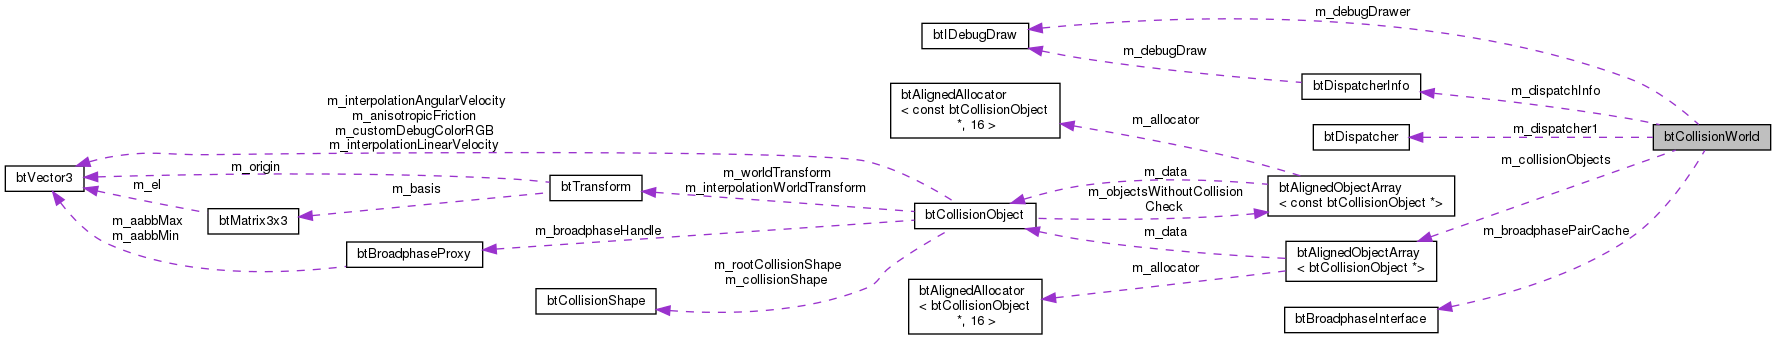 m_debugDrawer
btIDebugDraw
m_debugDraw
btDispatcherInfo
m_dispatchInfo
btAlignedAllocator
< const btCollisionObject
*, 16 >
m_allocator
btDispatcher
m_dispatcher1
btCollisionWorld
m_interpolationAngularVelocity
m_anisotropicFriction
m_customDebugColorRGB
m_interpolationLinearVelocity
btVector3
m_origin
m_el
m_basis
btTransform
m_worldTransform
m_interpolationWorldTransform
m_data
m_objectsWithoutCollision
Check
btAlignedObjectArray
< const btCollisionObject *>
m_collisionObjects
btMatrix3x3
m_aabbMax
m_aabbMin
btCollisionObject
m_broadphaseHandle
btBroadphaseProxy
m_data
btAlignedObjectArray
< btCollisionObject *>
m_broadphasePairCache
m_rootCollisionShape
m_collisionShape
m_allocator
btCollisionShape
btAlignedAllocator
< btCollisionObject
*, 16 >
btBroadphaseInterface